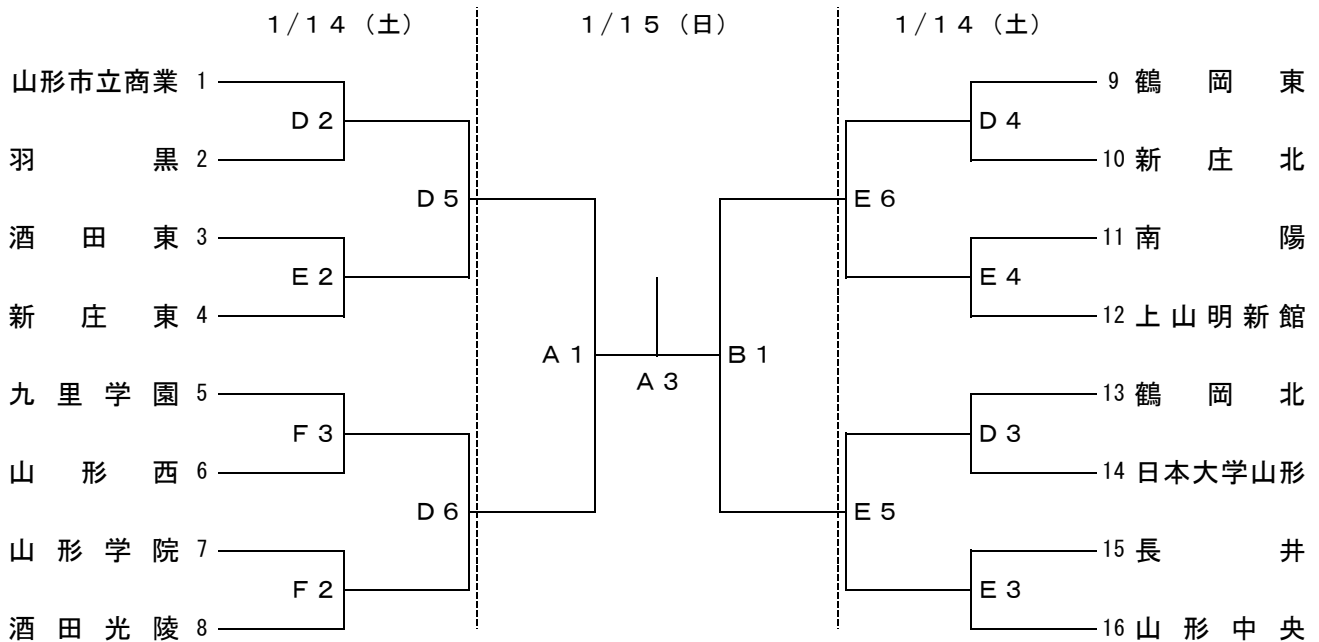 1/14（土） 1/15（日） 1/14（土）
山形市立商業 1 9 鶴岡東
D2 D4
羽黒 2 10 新庄北
D5 E6
酒田東 3 11 南陽
E2 E4
新庄東 4 12 上山明新館
A1 B1
A3
九里学園 5 13 鶴岡北
F3 D3
山形西 6 14 日本大学山形
D6 E5
山形学院 7 15 長井
F2 E3
酒田光陵 8 16 山形中央